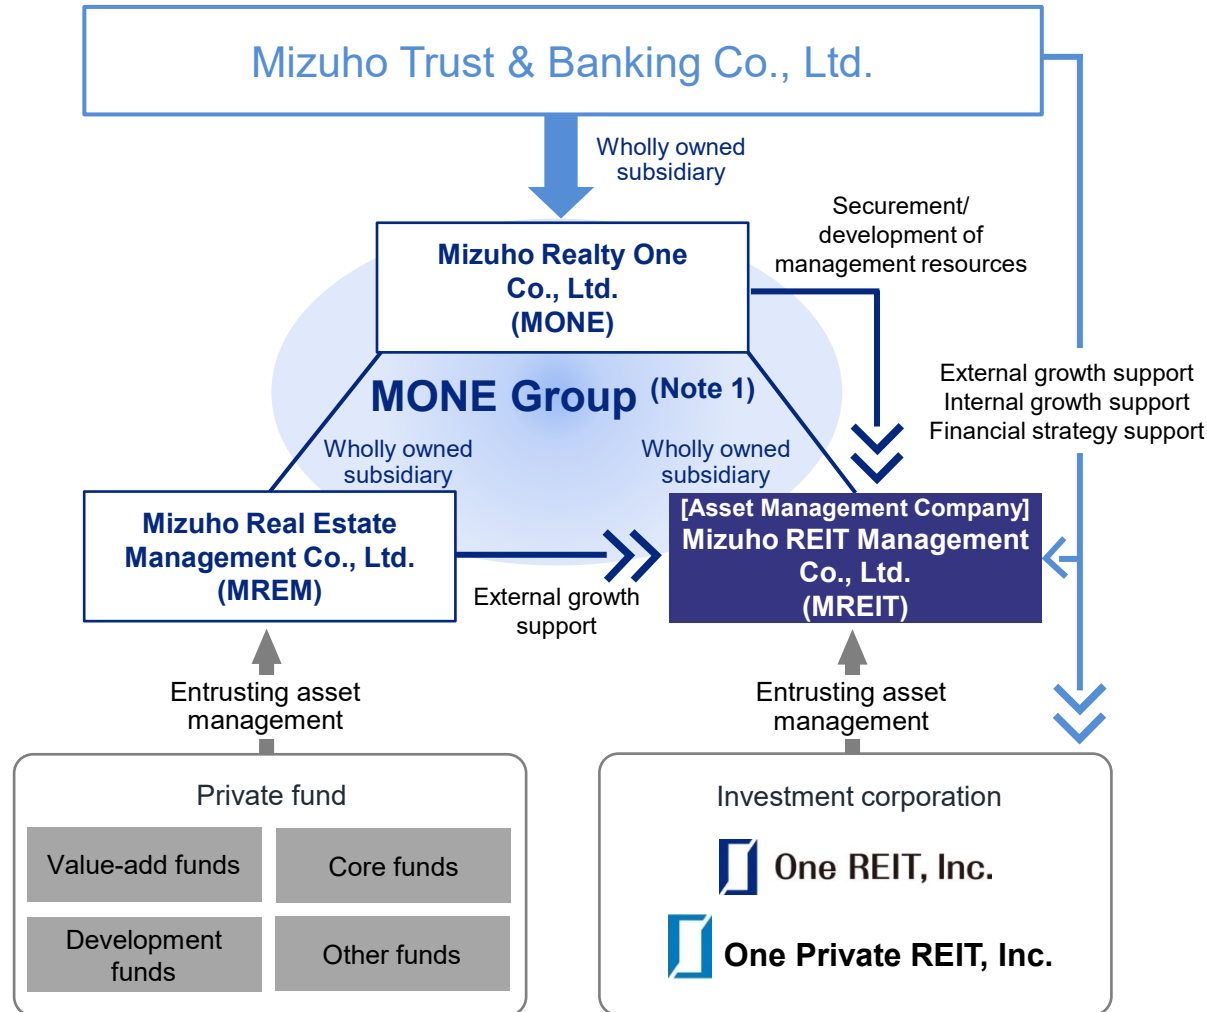 Mizuho Trust & Banking Co., Ltd.
Wholly owned
subsidiary
Securement/
development of
management resources
Mizuho Realty One
Co., Ltd.
(MONE)
External growth support
Internal growth support
Financial strategy support
MONE Group (Note 1)
Wholly owned
subsidiary
Wholly owned
subsidiary
Mizuho Real Estate
Management Co., Ltd.
(MREM)
External growth
support
[Asset Management Company]
Mizuho REIT Management
Co., Ltd.
(MREIT)
Entrusting asset
management
Entrusting asset
management
Private fund
Value-add funds
Core funds
Development
funds
Other funds
Investment corporation
One REIT, Inc.
One Private REIT, Inc.